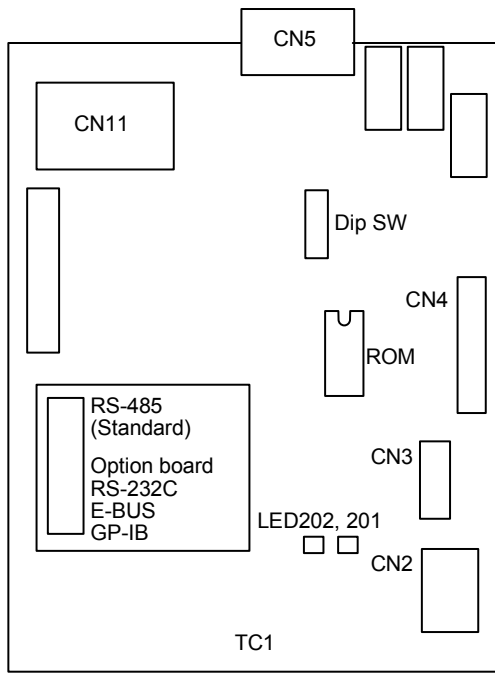 CN5
CN11
Dip SW
CN4
ROM
RS-485
(Standard)
Option board
RS-232C
E-BUS
GP-IB
CN3
LED202, 201
CN2
TC1